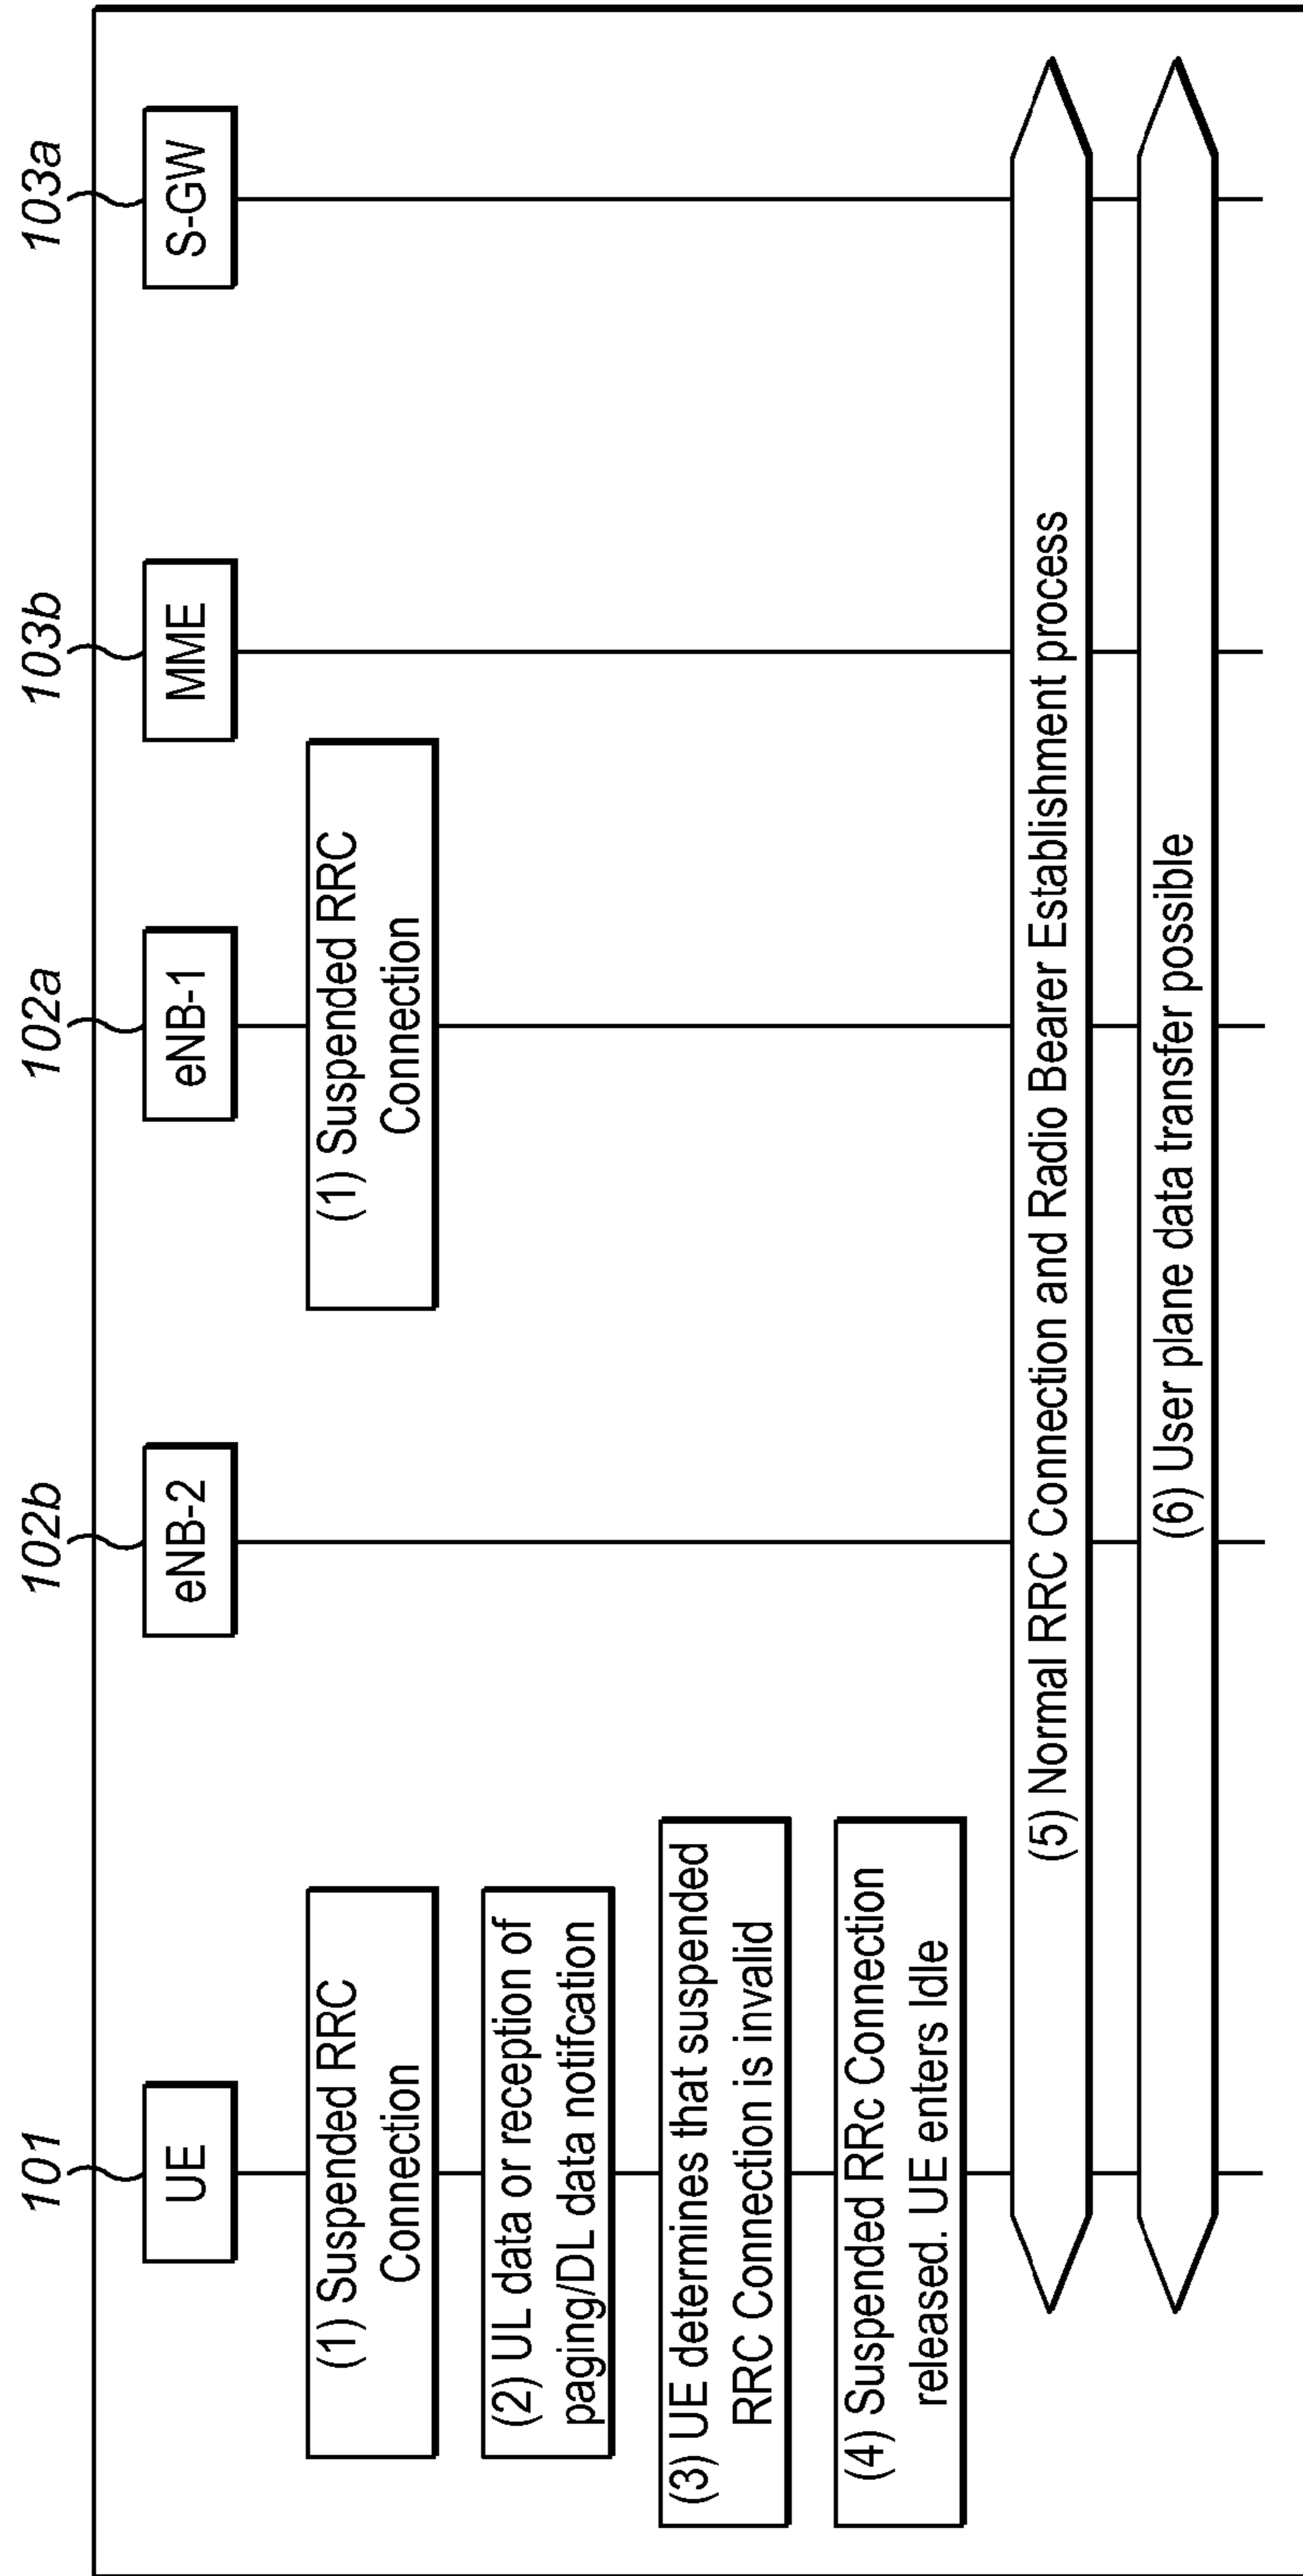 101
102b
102a
103b
103a
UE
eNB-2
eNB-1
MME
S-GW
(1) Suspended RRC
Connection
(1) Suspended RRC
Connection
(2) UL data or reception of
paging/DL data notifcation
(3) UE determines that suspended
RRC Connection is invalid
(4) Suspended RRc Connection
released. UE enters Idle
(5) Normal RRC Connection and Radio Bearer Establishment process
(6) User plane data transfer possible